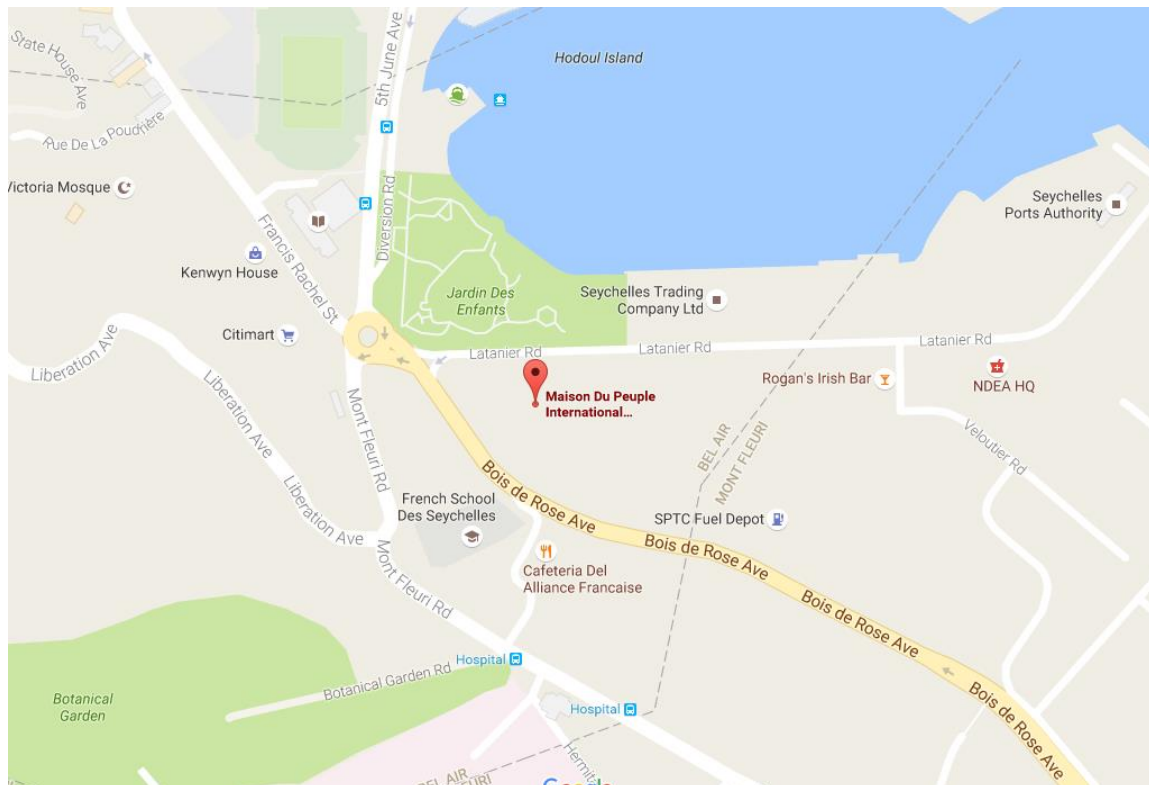 State House Ave
5th June Ave
Hodoul Island
Rue De La Poudrière
Victoria Mosque
Diversion Rd
Seychelles
Ports Authority
Francis Rachel St
Kenwyn House
Jardin Des
Enfants
Seychelles Trading
Company Ltd
Citimart
Liberation Ave
Latanier Rd
Latanier Rd
Latanier Rd
Liberation Ave
Rogan's Irish Bar
NDEA HQ
Maison Du Peuple
International...
Mont Fleuri Rd
BEL AIR
MONT FLEURI
Veloutier Rd
Liberation Ave
Bois de Rose Ave
French School
Des Seychelles
SPTC Fuel Depot
Liberation Ave
Bois de Rose Ave
Cafeteria Del
Alliance Francaise
Mont Fleuri Rd
Bois de Rose Ave
Hospital
Botanical Garden Rd
Botanical
Garden
Hospital
Bois de Rose Ave
BEL AIR
Google